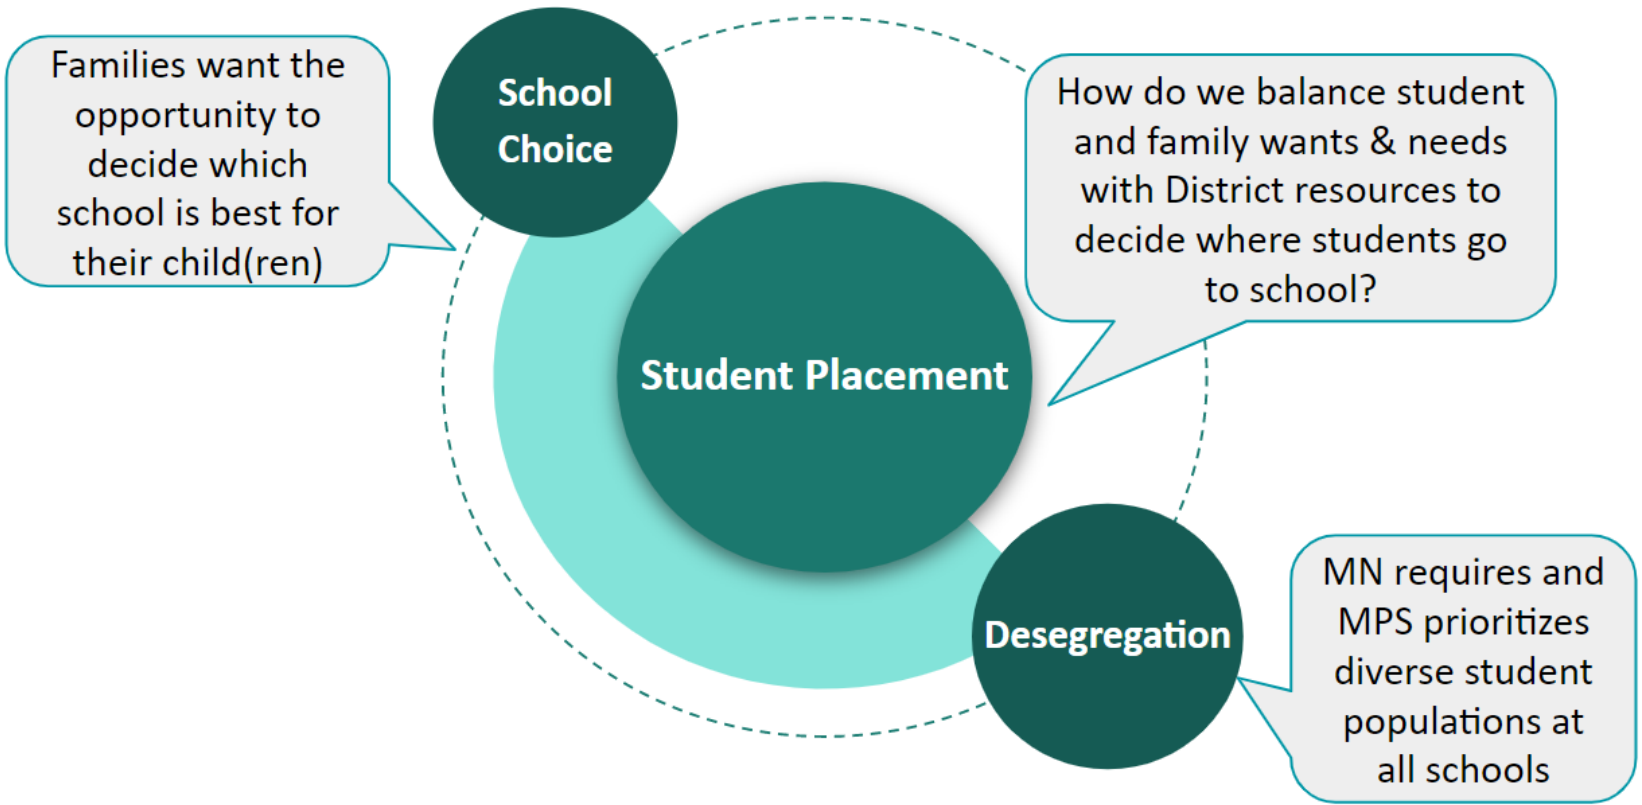 Families want the
opportunity to
decide which
school is best for
their child(ren)
School
Choice
How do we balance student
and family wants & needs
with District resources to
decide where students go
to school?
Student Placement
Desegregation
MN requires and
MPS prioritizes
diverse student
populations at
all schools